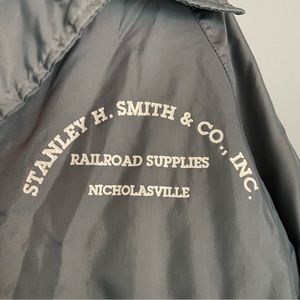 STANLEY H. SMITH & CO., INC.
RAILROAD SUPPLIES
NICHOLASVILLE